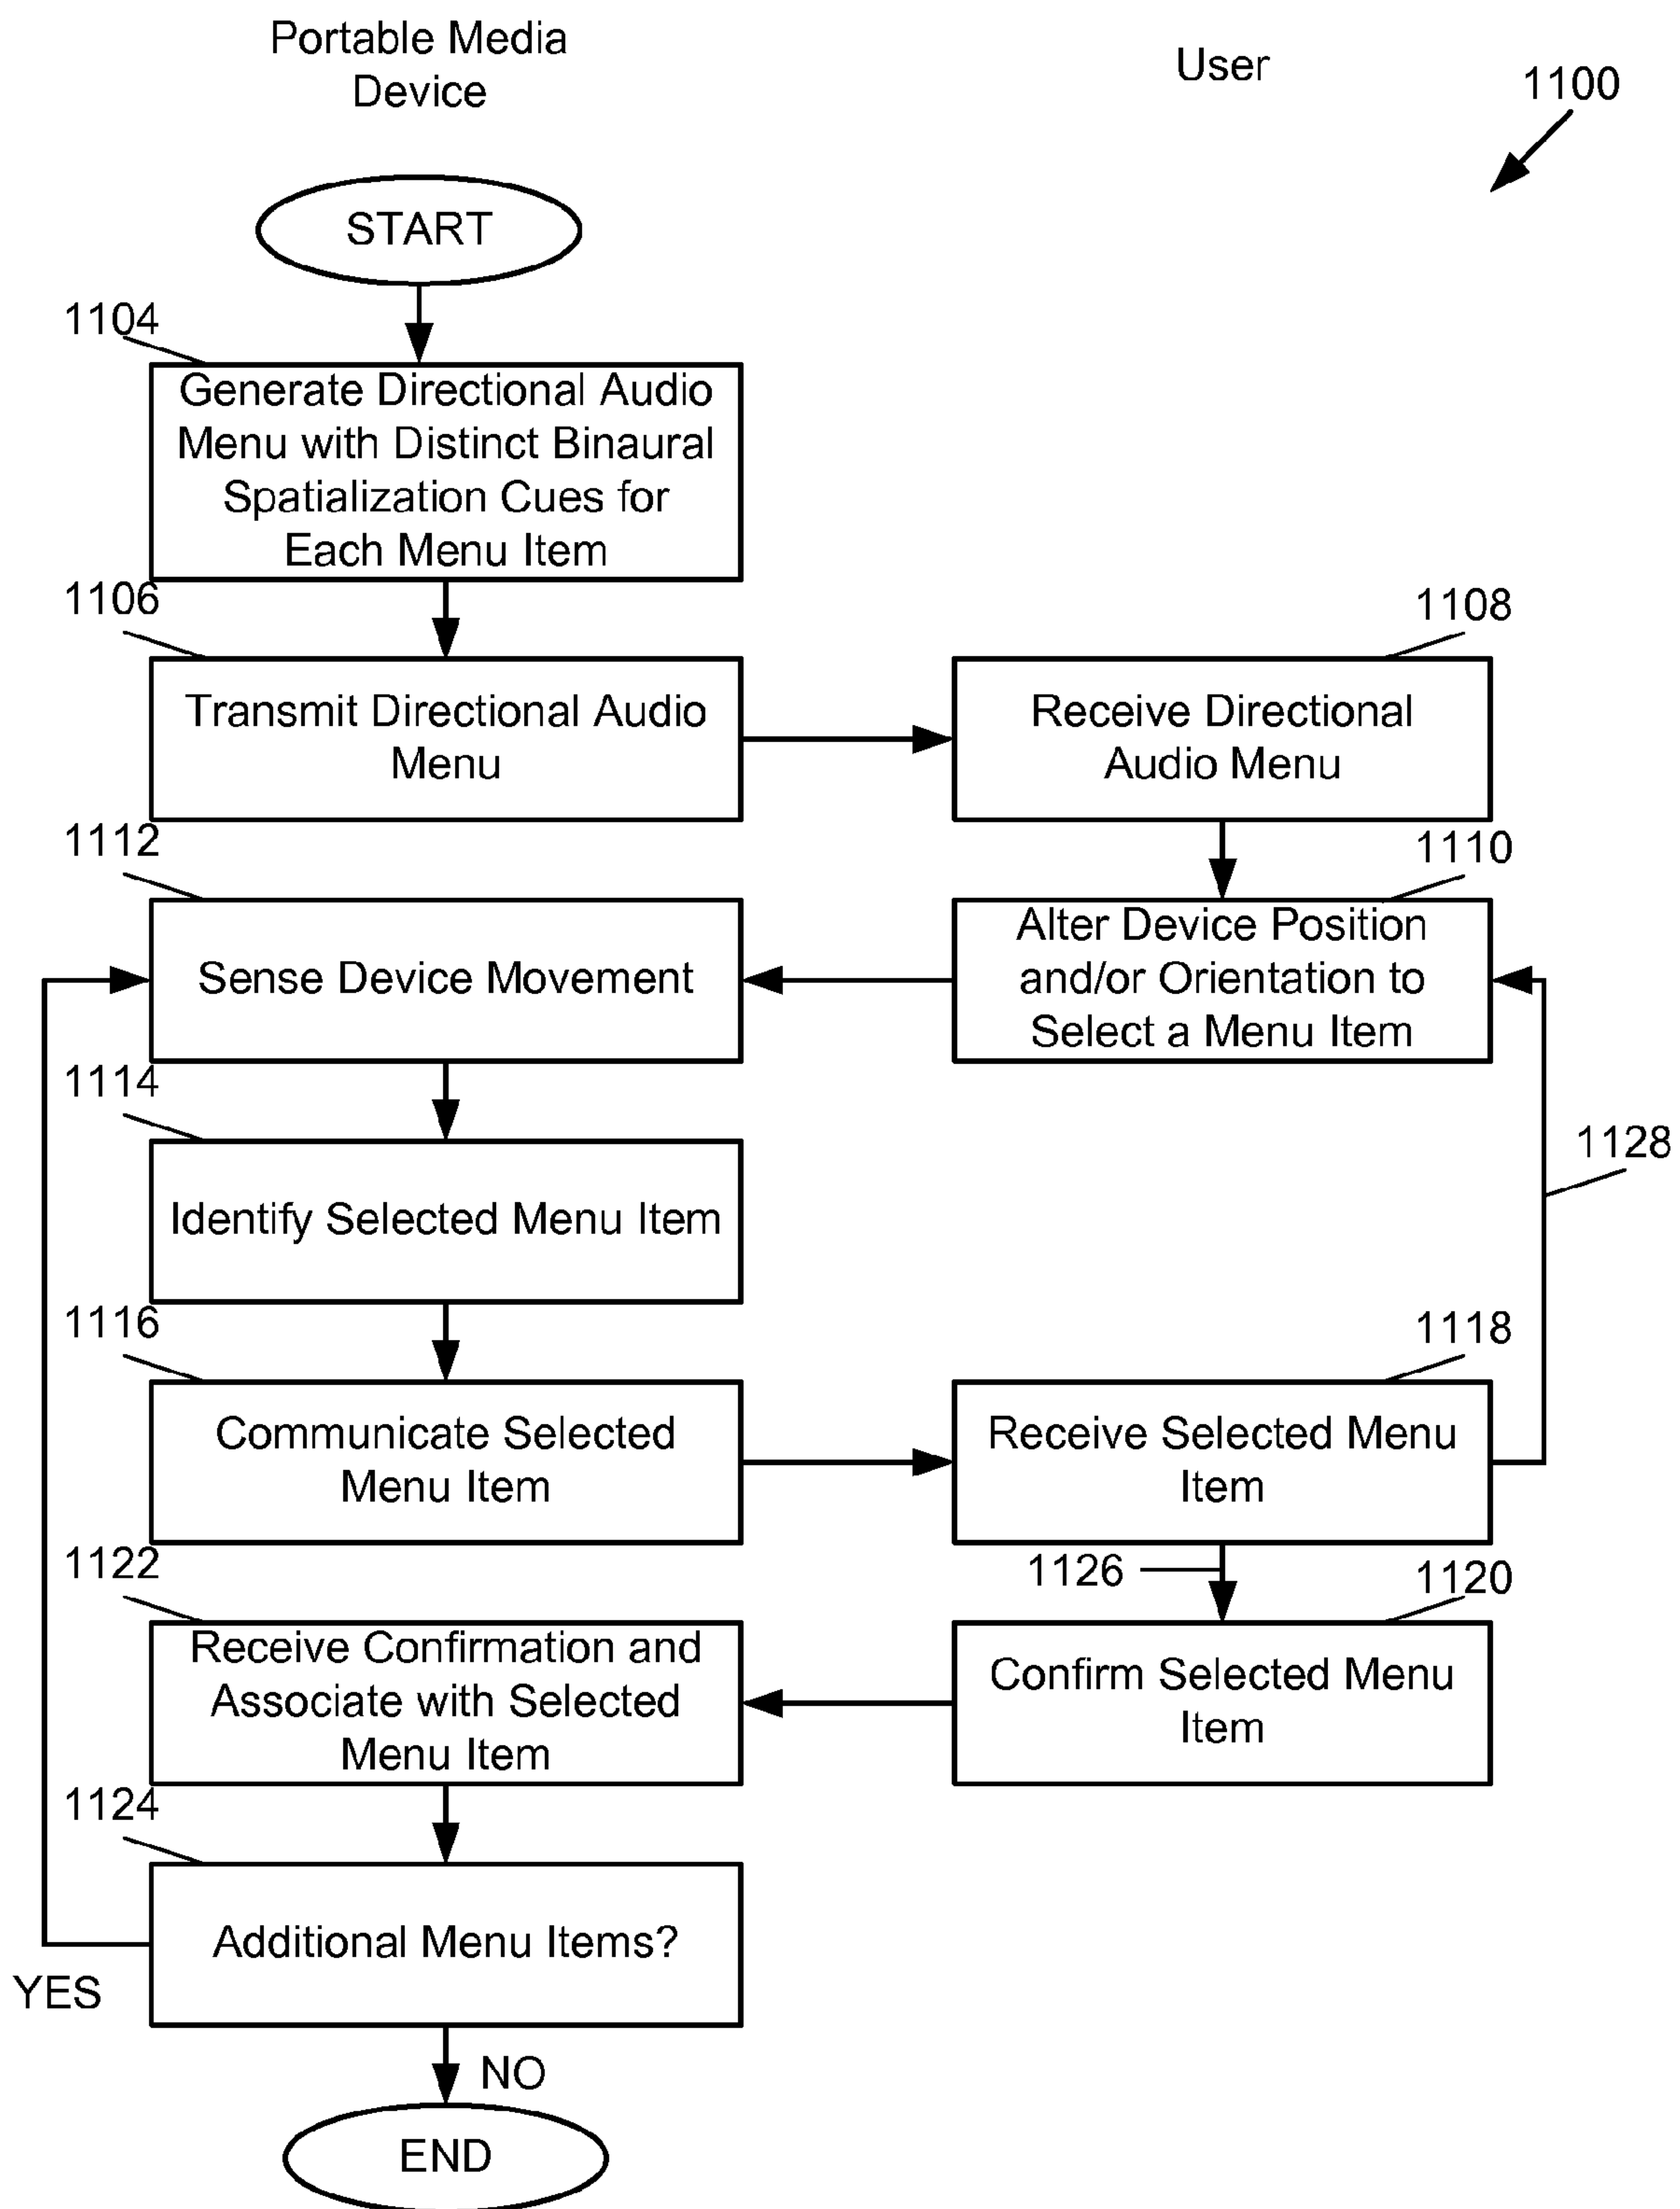 Portable Media
Device
User
1100
START
1104
Generate Directional Audio
Menu with Distinct Binaural
Spatialization Cues for
Each Menu Item
1106
Transmit Directional Audio
Menu
1108
Receive Directional
Audio Menu
1112
Sense Device Movement
1110
Alter Device Position
and/or Orientation to
Select a Menu Item
1114
Identify Selected Menu Item
1128
1116
Communicate Selected
Menu Item
1118
Receive Selected Menu
Item
1126
1122
Receive Confirmation and
Associate with Selected
Menu Item
1120
Confirm Selected Menu
Item
1124
Additional Menu Items?
YES
NO
END